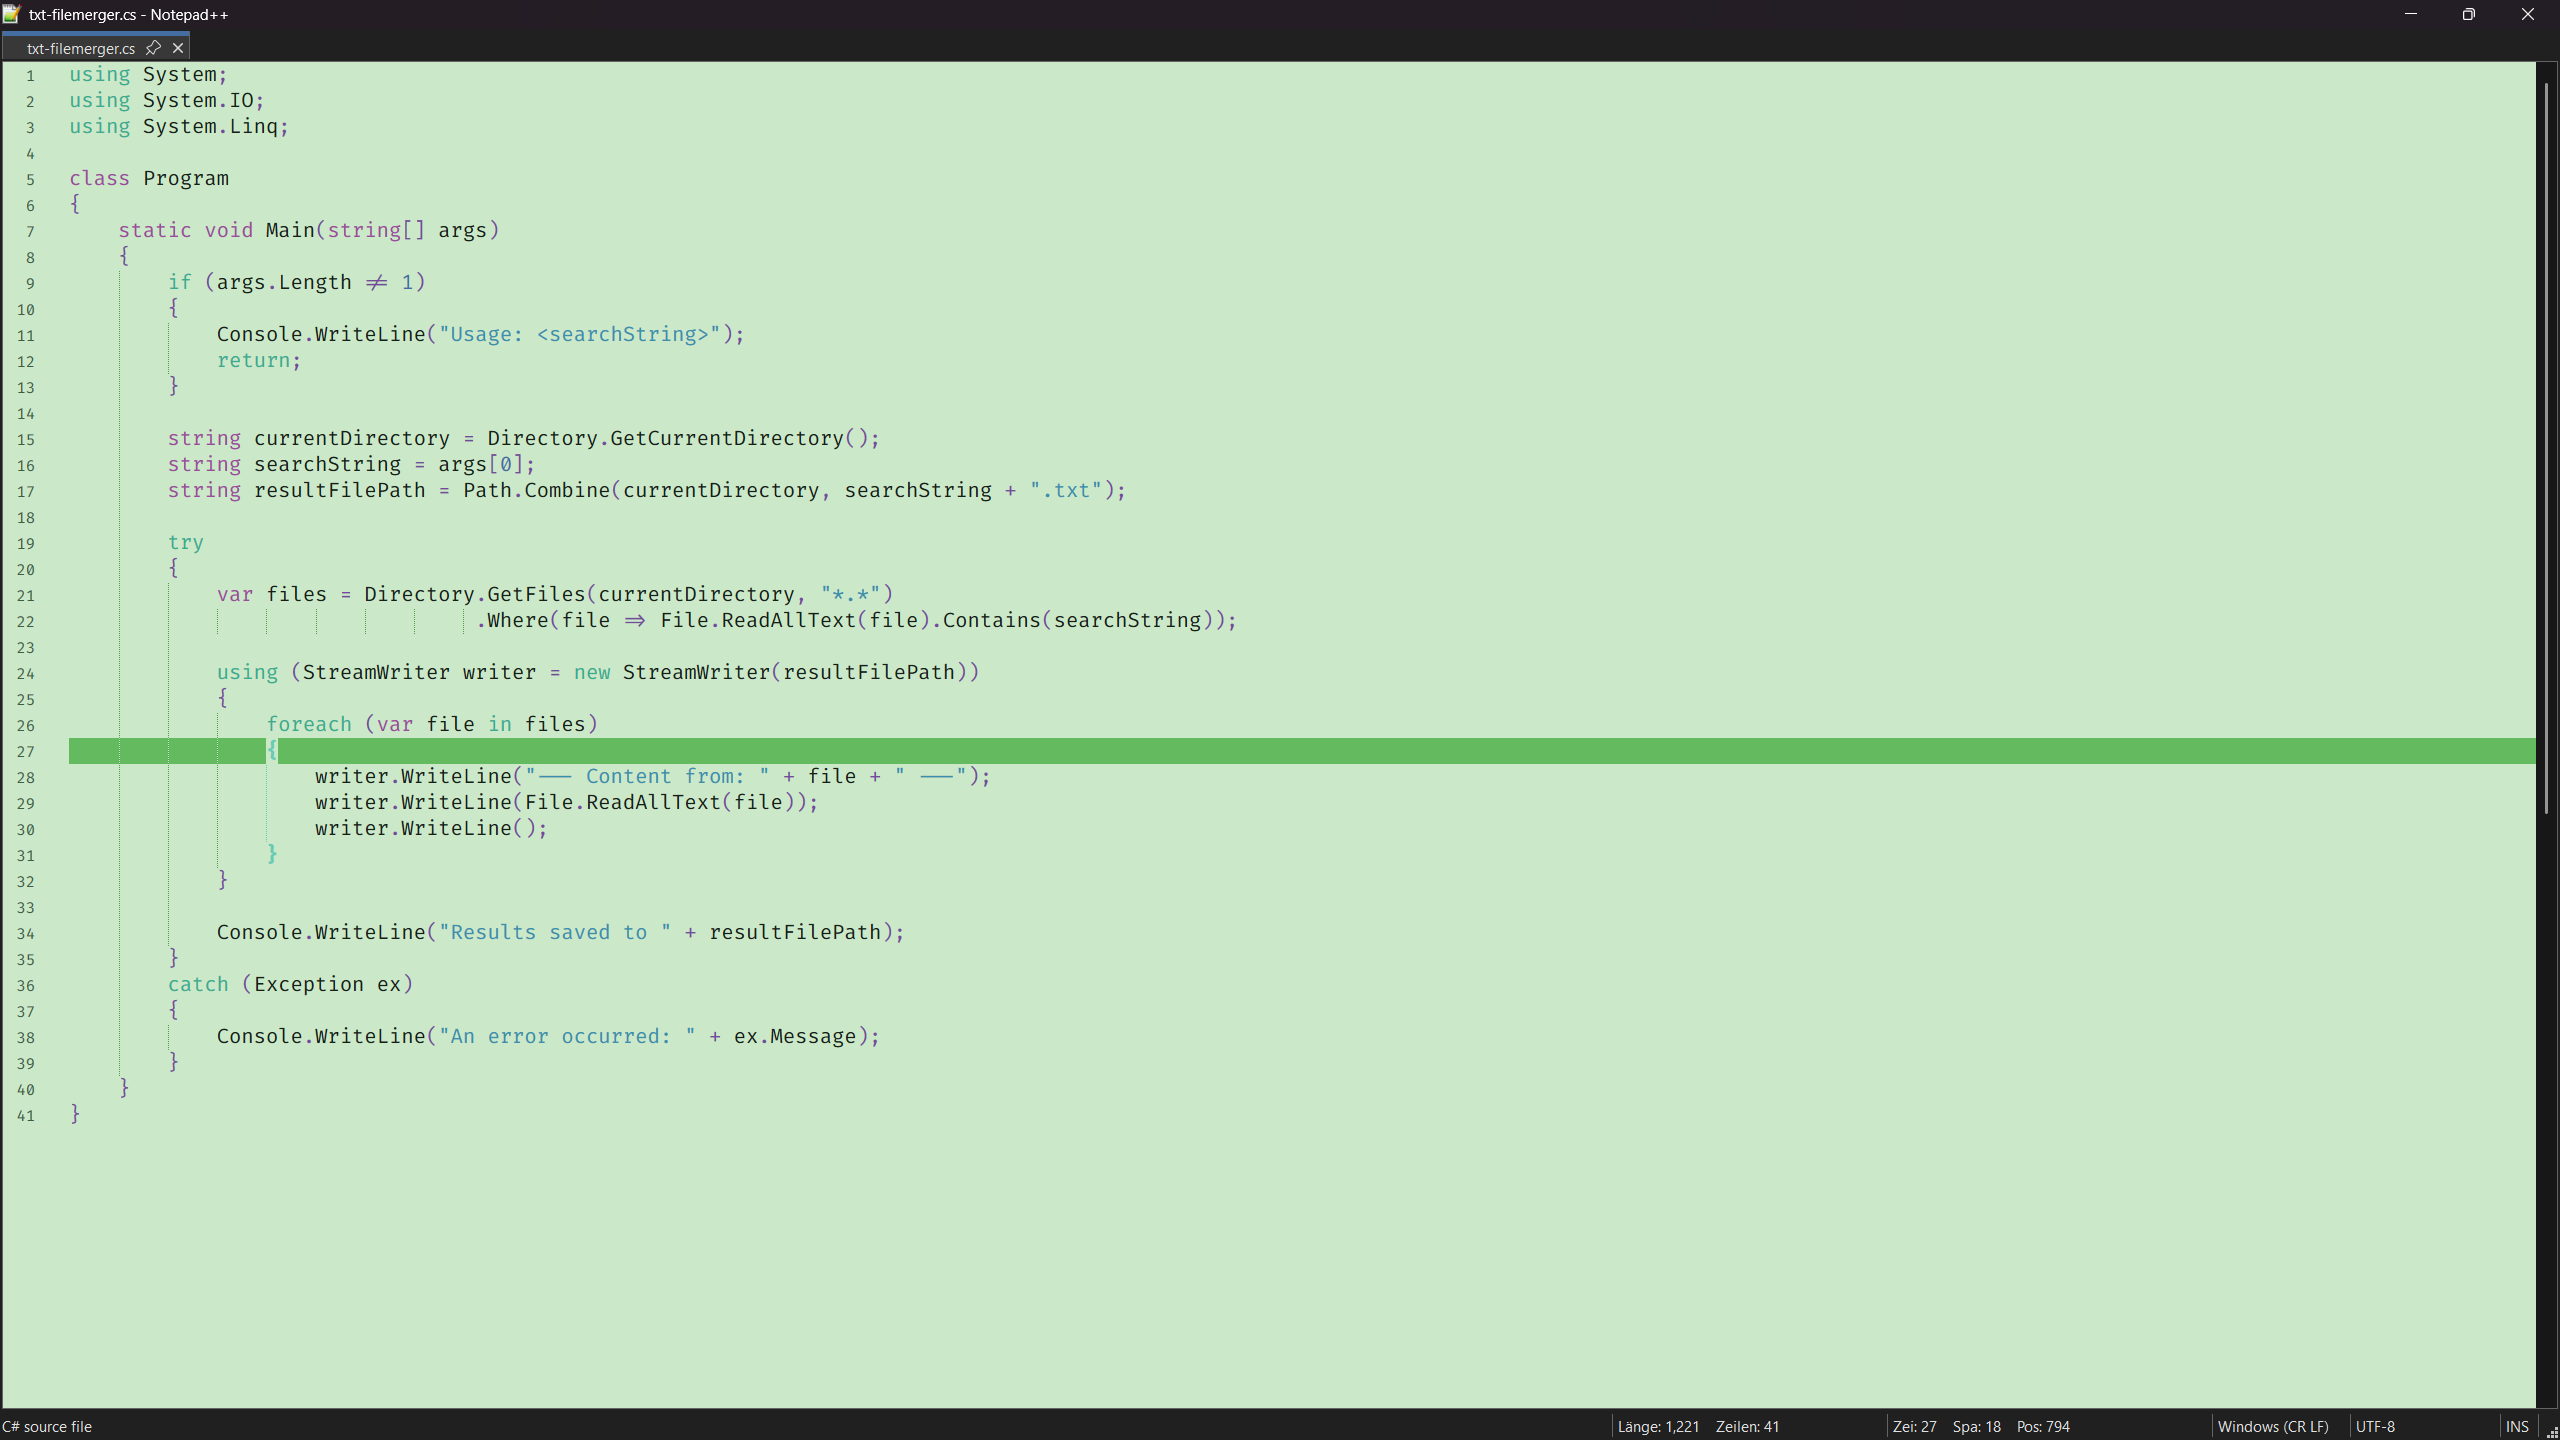 txt-filemerger.cs - Notepad++
txt-filemerger.cs
1 using System;
2 using System.IO;
3 using System.Linq;
4
5 class Program
6 {
7     static void Main(string[] args)
8     {
9         if (args.Length != 1)
10         {
11             Console.WriteLine("Usage: <searchString>");
12             return;
13         }
14
15         string currentDirectory = Directory.GetCurrentDirectory();
16         string searchString = args[0];
17         string resultFilePath = Path.Combine(currentDirectory, searchString + ".txt");
18
19         try
20         {
21             var files = Directory.GetFiles(currentDirectory, "*.*")
22                                  .Where(file => File.ReadAllText(file).Contains(searchString));
23
24             using (StreamWriter writer = new StreamWriter(resultFilePath))
25             {
26                 foreach (var file in files)
27                 {
28                     writer.WriteLine("--- Content from: " + file + " ---");
29                     writer.WriteLine(File.ReadAllText(file));
30                     writer.WriteLine();
31                 }
32             }
33
34             Console.WriteLine("Results saved to " + resultFilePath);
35         }
36         catch (Exception ex)
37         {
38             Console.WriteLine("An error occurred: " + ex.Message);
39         }
40     }
41 }
C# source file Länge: 1,221 Zeilen: 41 Zei: 27 Spa: 18 Pos: 794 Windows (CR LF) UTF-8 INS